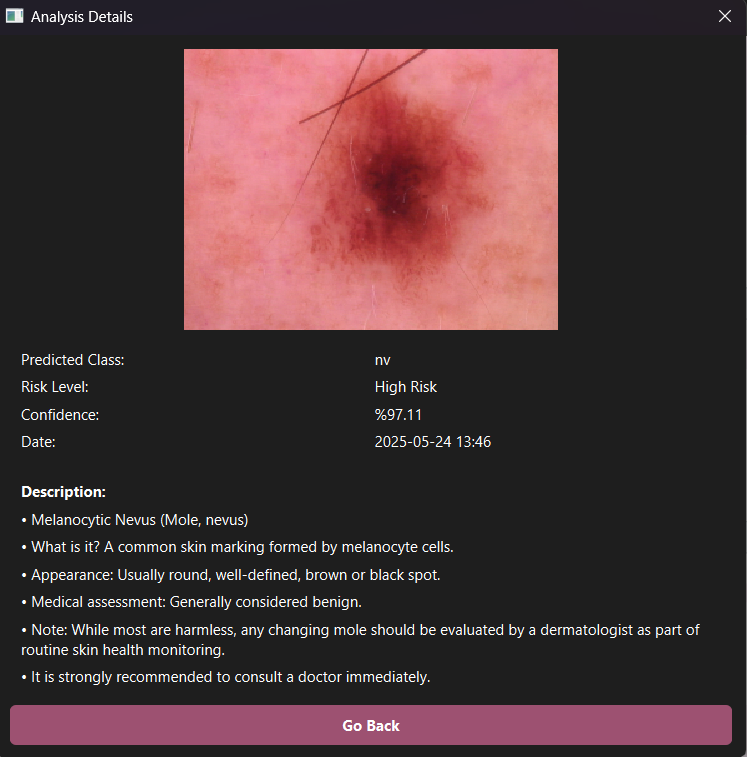 Analysis Details
Predicted Class: nv
Risk Level: High Risk
Confidence: %97.11
Date: 2025-05-24 13:46
Description:
• Melanocytic Nevus (Mole, nevus)
• What is it? A common skin marking formed by melanocyte cells.
• Appearance: Usually round, well-defined, brown or black spot.
• Medical assessment: Generally considered benign.
• Note: While most are harmless, any changing mole should be evaluated by a dermatologist as part of
routine skin health monitoring.
• It is strongly recommended to consult a doctor immediately.
Go Back